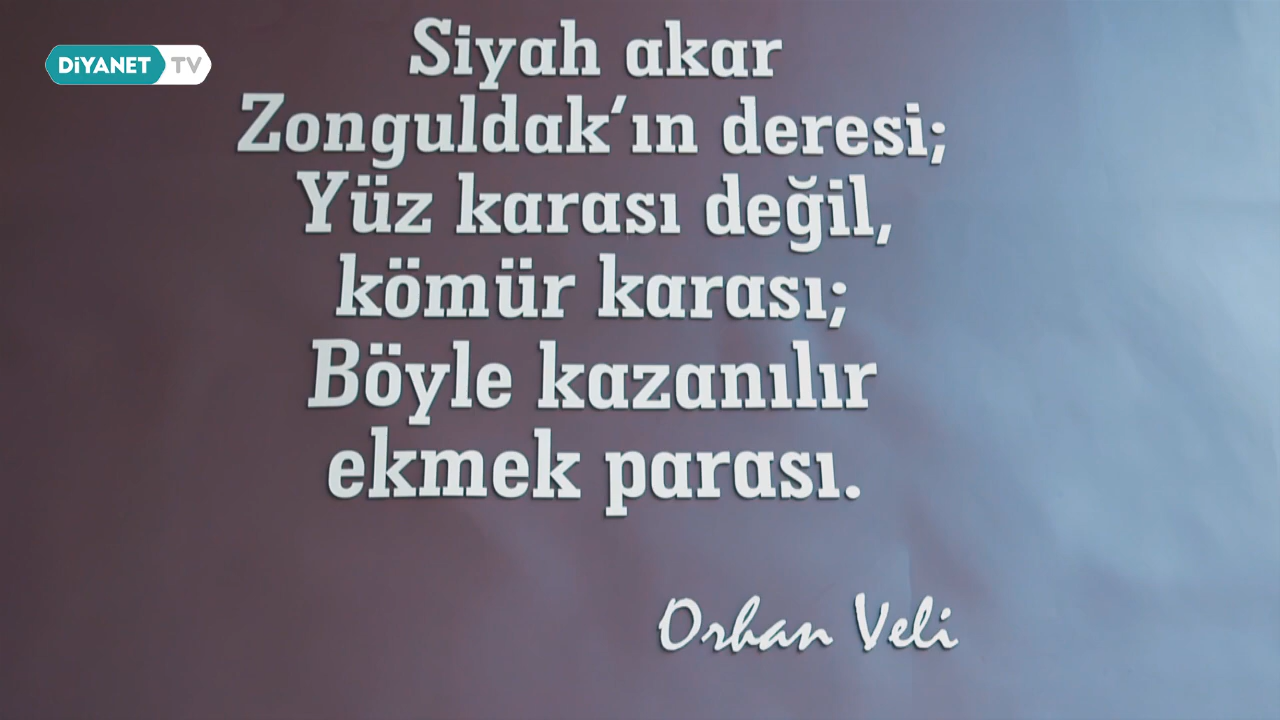 DİYANET TV
Siyah akar
Zonguldak'ın deresi;
Yüz karası değil,
kömür karası;
Böyle kazanılır
ekmek parası.
Orhan Veli